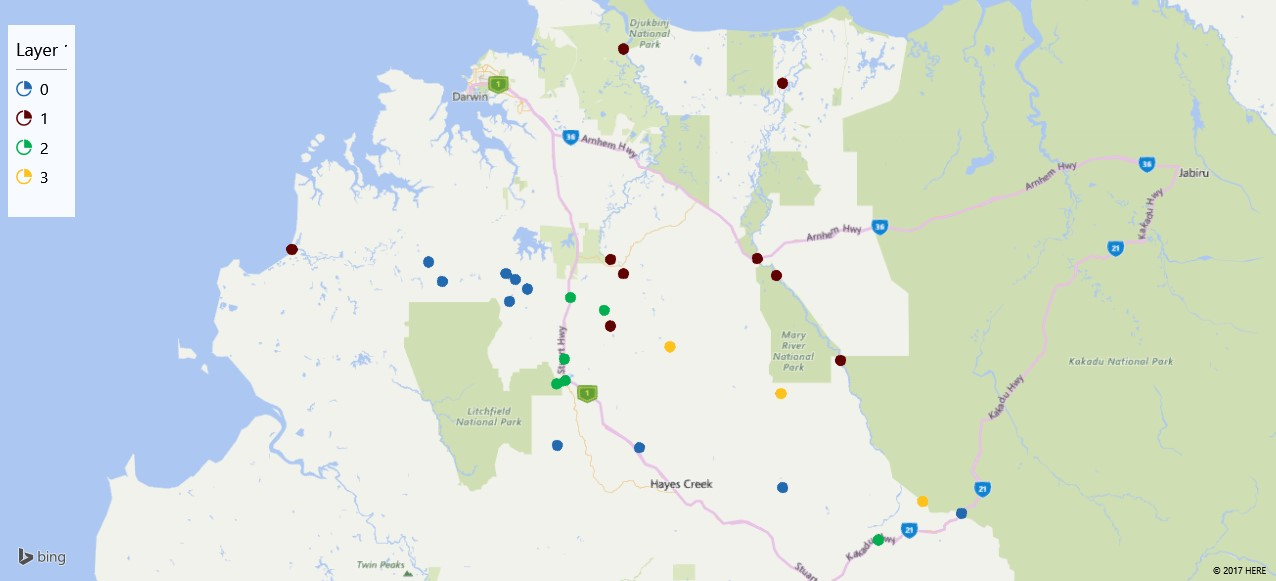 Layer
0
1
2
3
Djukbinj
National
Park
1
Darwin
36
Arnhem Hwy
36
Jabiru
Arnhem Hwy
Kakadu Hwy
36
Arnhem Hwy
21
Mary
River
National
Park
Kakadu National Park
Stuart Hwy
1
Kakadu Hwy
Litchfield
National Park
Hayes Creek
21
21
Kakadu Hwy
bing
Twin Peaks
© 2017 HERE